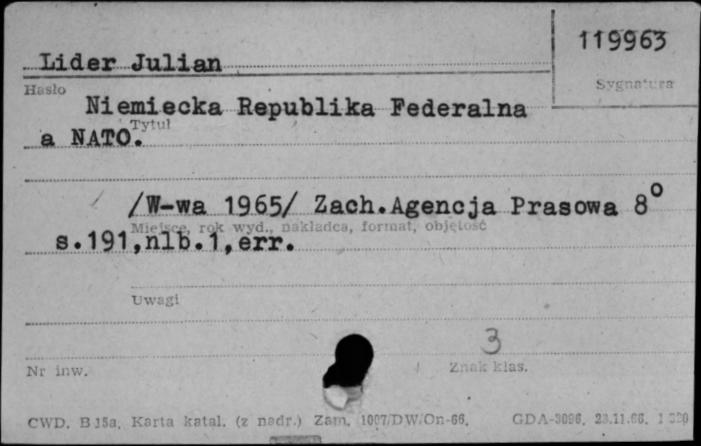 119963
Lider Julian
Sygnatura
Hasło
Niemiecka Republika Federalna
Tytuł
a NATO.
/W-wa 1965/ Zach.Agencja Prasowa 8°
Miejsce, rok wyd., nakładca, format, objętość
s.191,nlb.1,err.
Uwagi
3
Nr inw.
Znak klas.
CWD. B 15a. Karta katal. (z nadr.) Zam. 1007/DW/On-66. GDA-3096, 23.11.66.